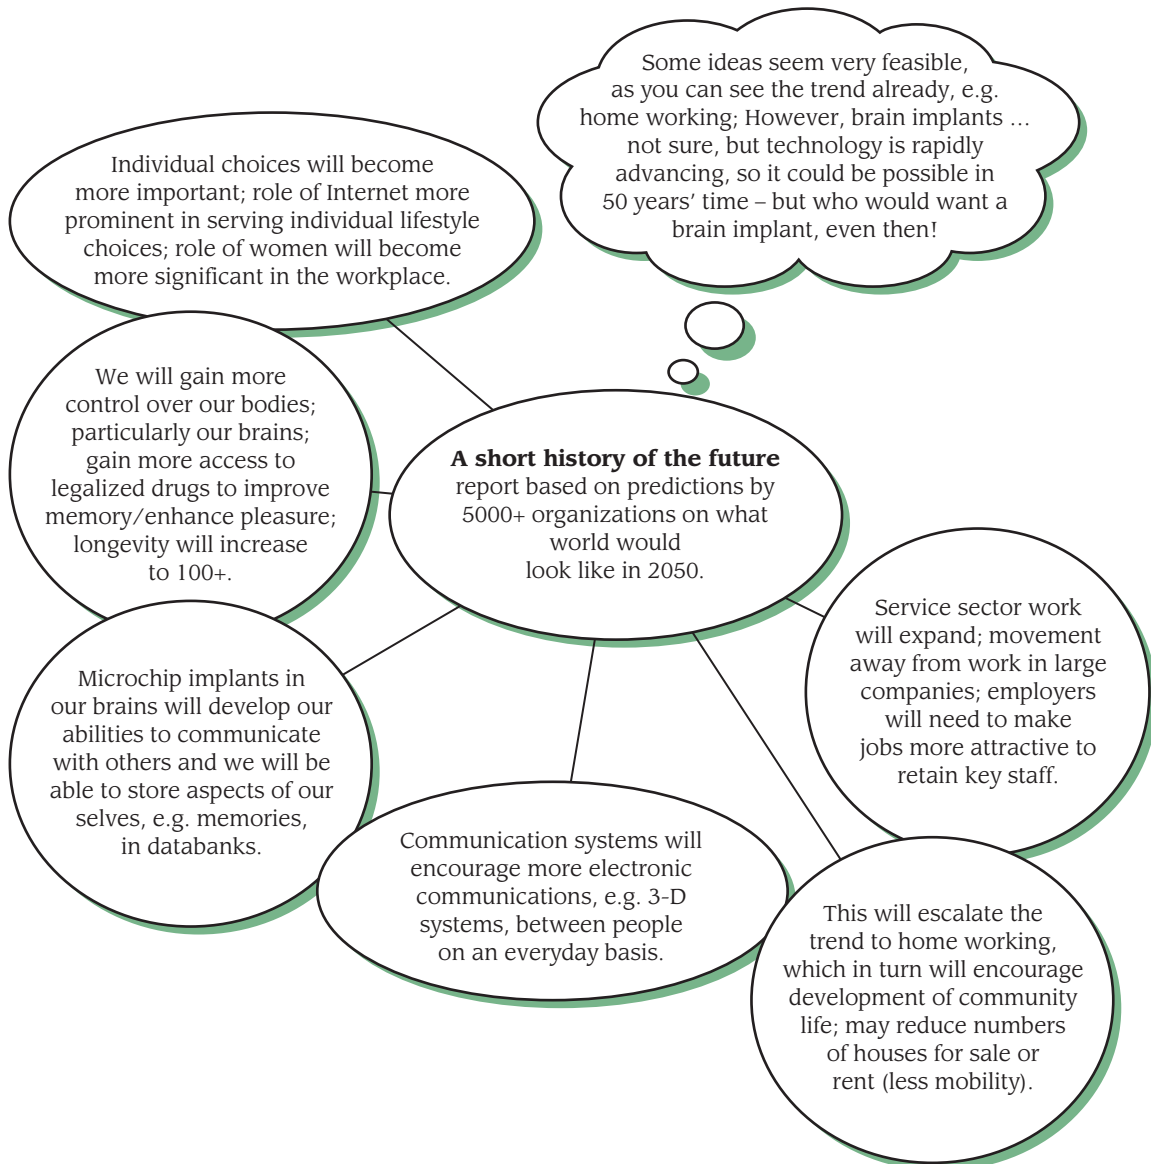 Some ideas seem very feasible,
as you can see the trend already, e.g.
home working; However, brain implants ...
not sure, but technology is rapidly
advancing, so it could be possible in
50 years’ time – but who would want a
brain implant, even then!
Individual choices will become
more important; role of Internet more
prominent in serving individual lifestyle
choices; role of women will become
more significant in the workplace.
We will gain more
control over our bodies;
particularly our brains;
gain more access to
legalized drugs to improve
memory/enhance pleasure;
longevity will increase
to 100+.
A short history of the future
report based on predictions by
5000+ organizations on what
world would
look like in 2050.
Microchip implants in
our brains will develop our
abilities to communicate
with others and we will be
able to store aspects of our
selves, e.g. memories,
in databanks.
Communication systems will
encourage more electronic
communications, e.g. 3-D
systems, between people
on an everyday basis.
Service sector work
will expand; movement
away from work in large
companies; employers
will need to make
jobs more attractive to
retain key staff.
This will escalate the
trend to home working,
which in turn will encourage
development of community
life; may reduce numbers
of houses for sale or
rent (less mobility).